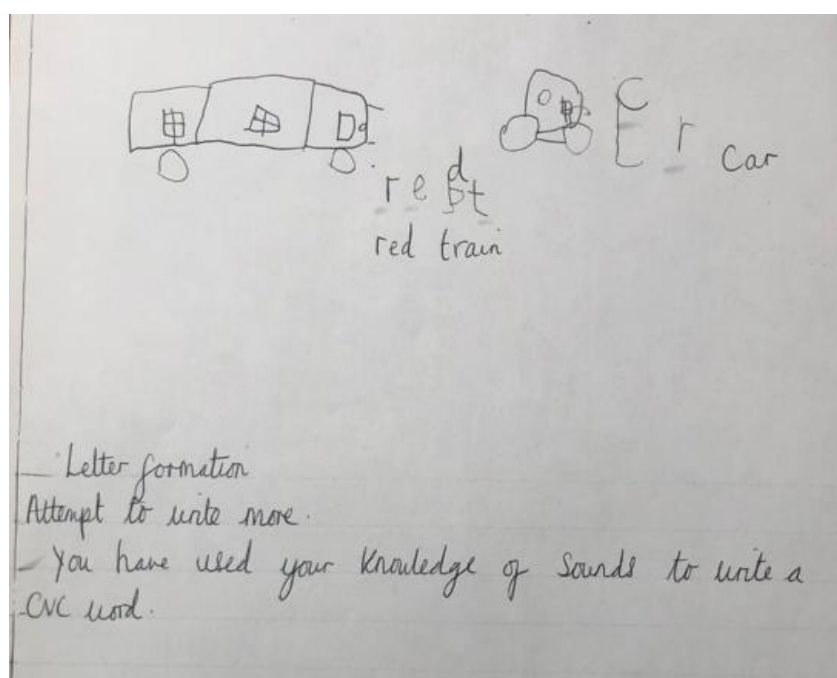 r e d t
red train
c r
car
Letter formation
Attempt to write more.
You have used your knowledge of sounds to write a
CVC word.